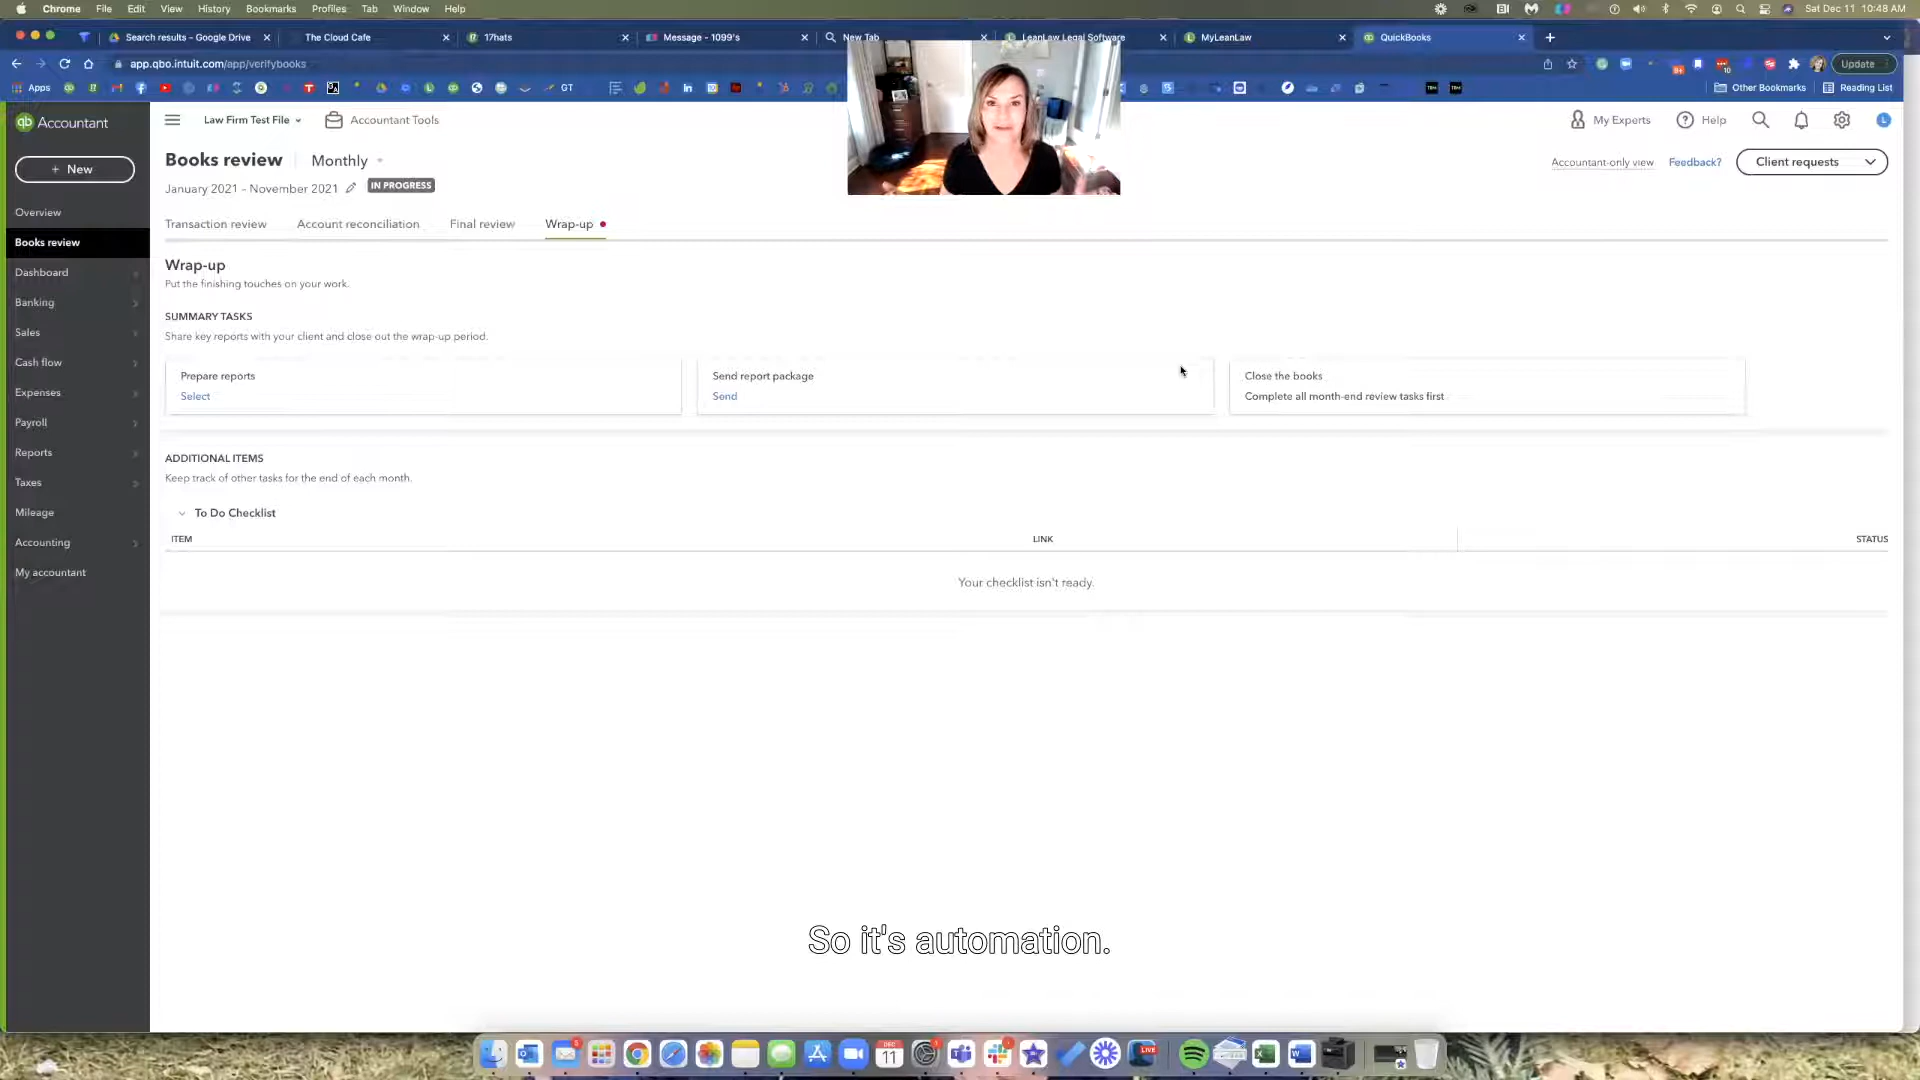 Chrome File Edit View History Bookmarks Profiles Tab Window Help
Sat Dec 11 10:48 AM
Search results - Google Drive
The Cloud Cafe
17hats
Message - 1099's
New Tab
LeanLaw Legal Software
MyLeanLaw
QuickBooks
app.qbo.intuit.com/app/verifybooks
Update
Apps
GT
Other Bookmarks
Reading List
qb Accountant
Law Firm Test File
Accountant Tools
My Experts
Help
L
+ New
Books review
Monthly
January 2021 - November 2021
IN PROGRESS
Accountant-only view
Feedback?
Client requests
Transaction review
Account reconciliation
Final review
Wrap-up
Overview
Books review
Dashboard
Banking
Sales
Cash flow
Expenses
Payroll
Reports
Taxes
Mileage
Accounting
My accountant
Wrap-up
Put the finishing touches on your work.
SUMMARY TASKS
Share key reports with your client and close out the wrap-up period.
Prepare reports
Select
Send report package
Send
Close the books
Complete all month-end review tasks first
ADDITIONAL ITEMS
Keep track of other tasks for the end of each month.
To Do Checklist
ITEM
LINK
STATUS
Your checklist isn't ready.
So it's automation.
DEC
11
LIVE